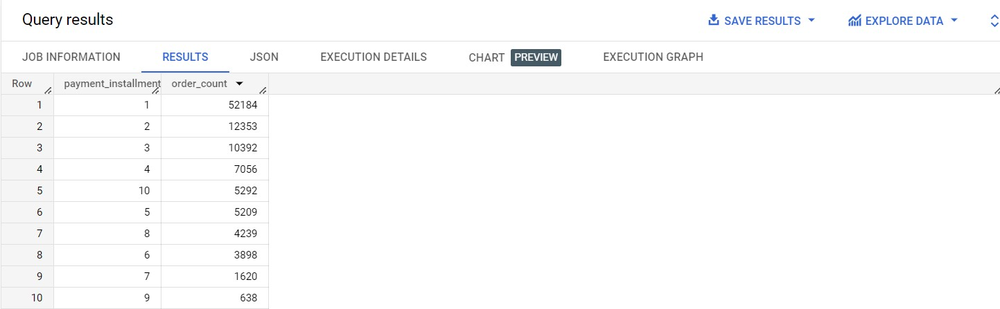 Query results SAVE RESULTS EXPLORE DATA
JOB INFORMATION RESULTS JSON EXECUTION DETAILS CHART PREVIEW EXECUTION GRAPH
Row payment_installment order_count
1 1 52184
2 2 12353
3 3 10392
4 4 7056
5 10 5292
6 5 5209
7 8 4239
8 6 3898
9 7 1620
10 9 638